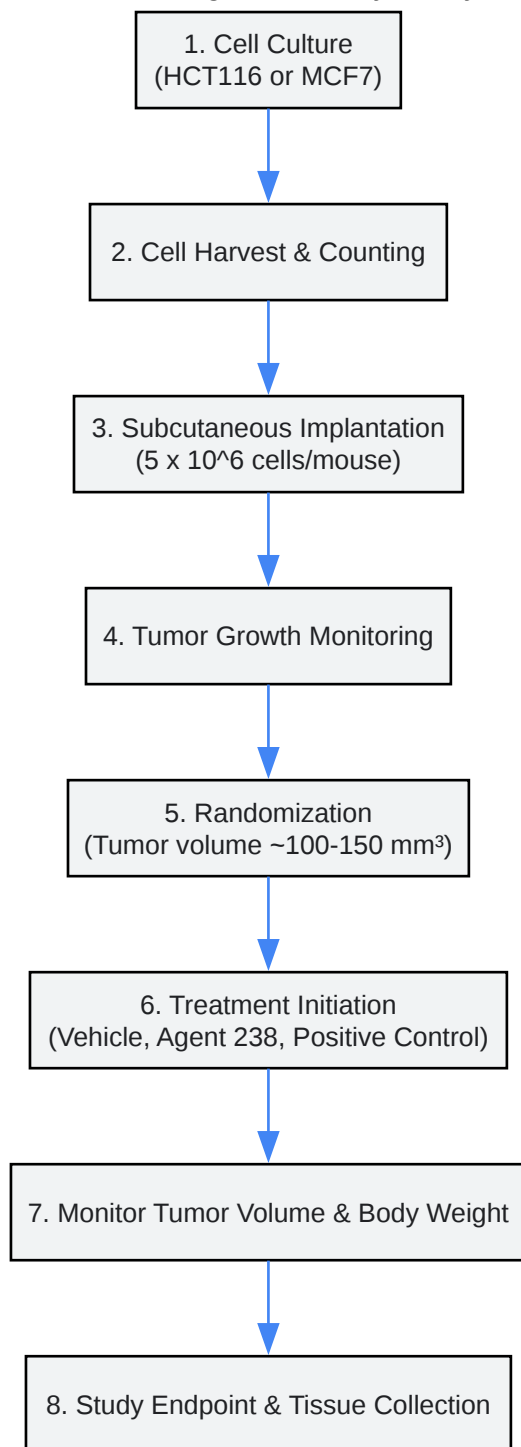 1. Cell Culture
(HCT116 or MCF7)
2. Cell Harvest & Counting
3. Subcutaneous Implantation
(5 x 10^6 cells/mouse)
4. Tumor Growth Monitoring
5. Randomization
(Tumor volume ~100-150 mm³)
6. Treatment Initiation
(Vehicle, Agent 238, Positive Control)
7. Monitor Tumor Volume & Body Weight
8. Study Endpoint & Tissue Collection